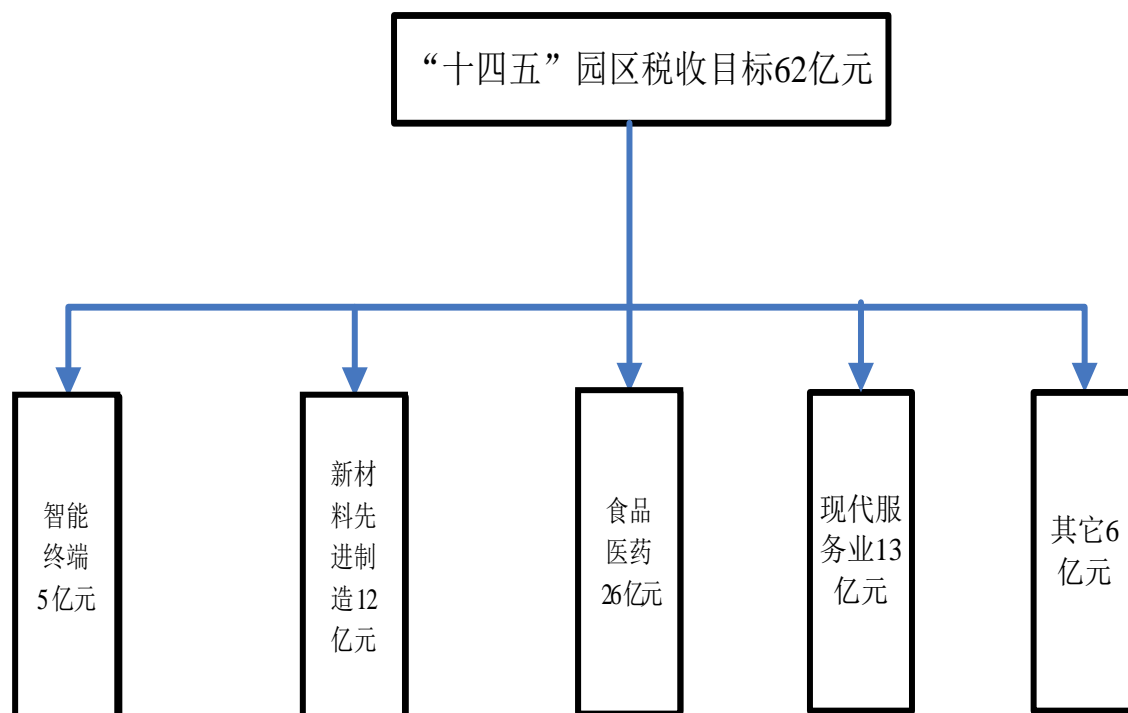 “十四五”园区税收目标62亿元
智能
终端
5亿元
新材
料先
进制
造12
亿元
食品
医药
26亿元
现代服
务业13
亿元
其它6
亿元